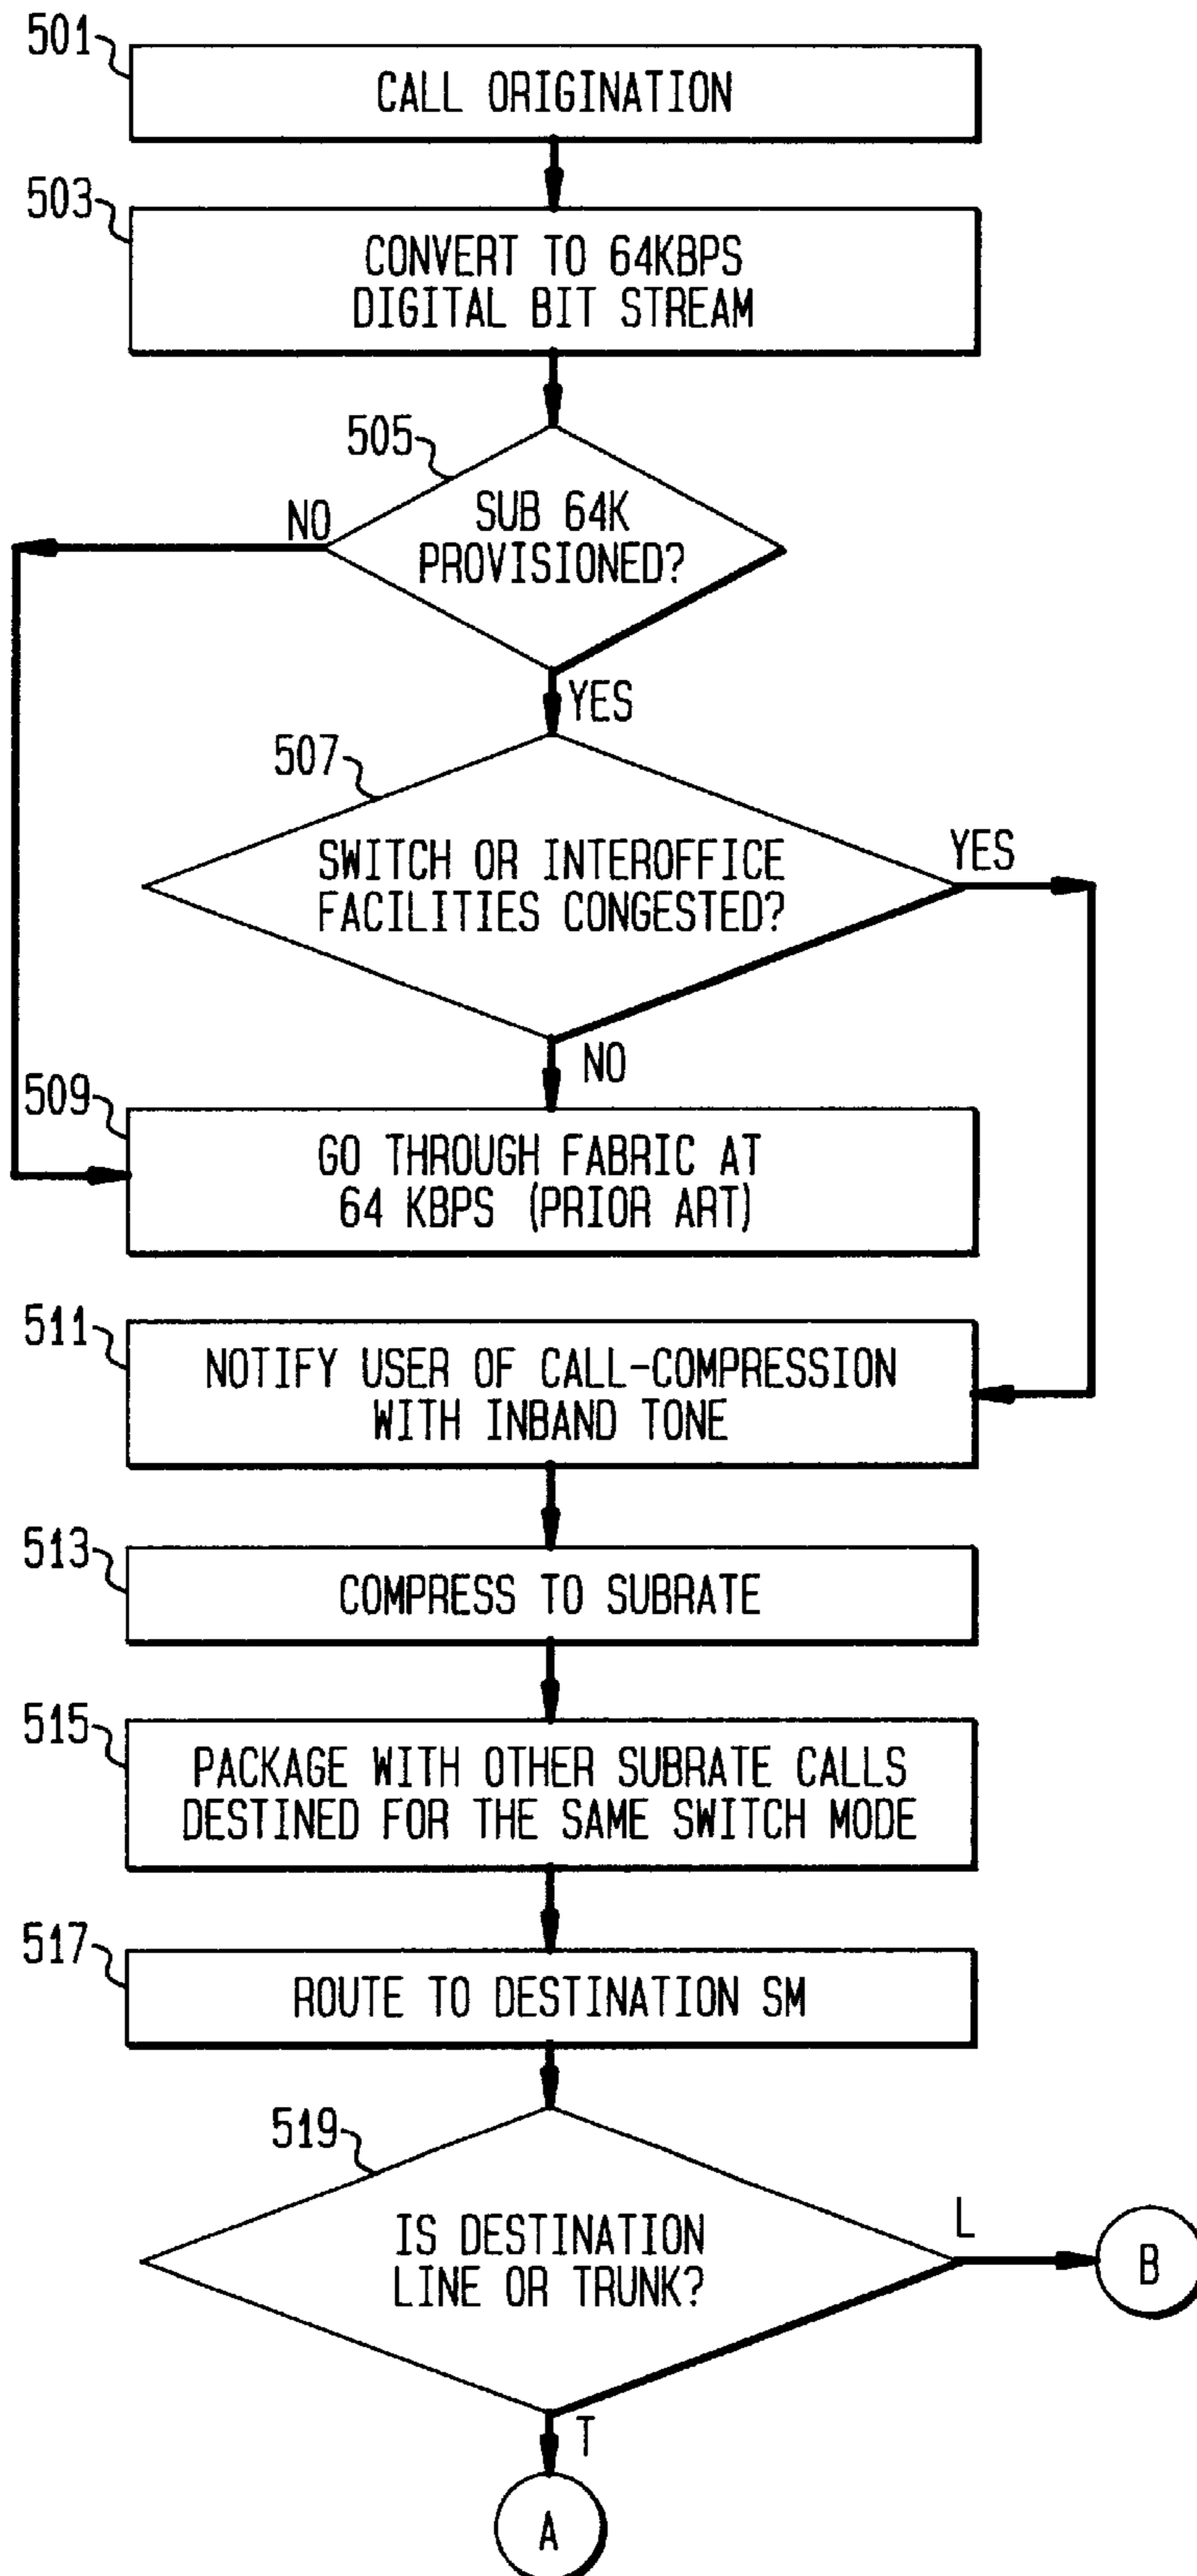 501
CALL ORIGINATION
503
CONVERT TO 64KBPS
DIGITAL BIT STREAM
505
NO
SUB 64K
PROVISIONED?
YES
507
SWITCH OR INTEROFFICE
FACILITIES CONGESTED?
YES
NO
509
GO THROUGH FABRIC AT
64 KBPS (PRIOR ART)
511
NOTIFY USER OF CALL-COMPRESSION
WITH INBAND TONE
513
COMPRESS TO SUBRATE
515
PACKAGE WITH OTHER SUBRATE CALLS
DESTINED FOR THE SAME SWITCH MODE
517
ROUTE TO DESTINATION SM
519
IS DESTINATION
LINE OR TRUNK?
L
B
T
A